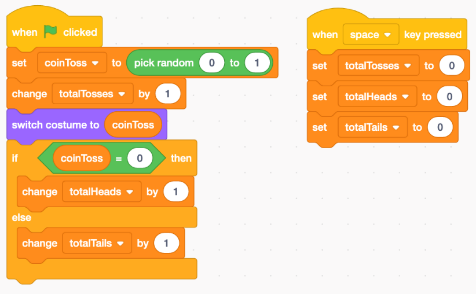 when clicked
set coinToss to pick random 0 to 1
change totalTosses by 1
switch costume to coinToss
if coinToss = 0 then
change totalHeads by 1
else
change totalTails by 1
when space key pressed
set totalTosses to 0
set totalHeads to 0
set totalTails to 0